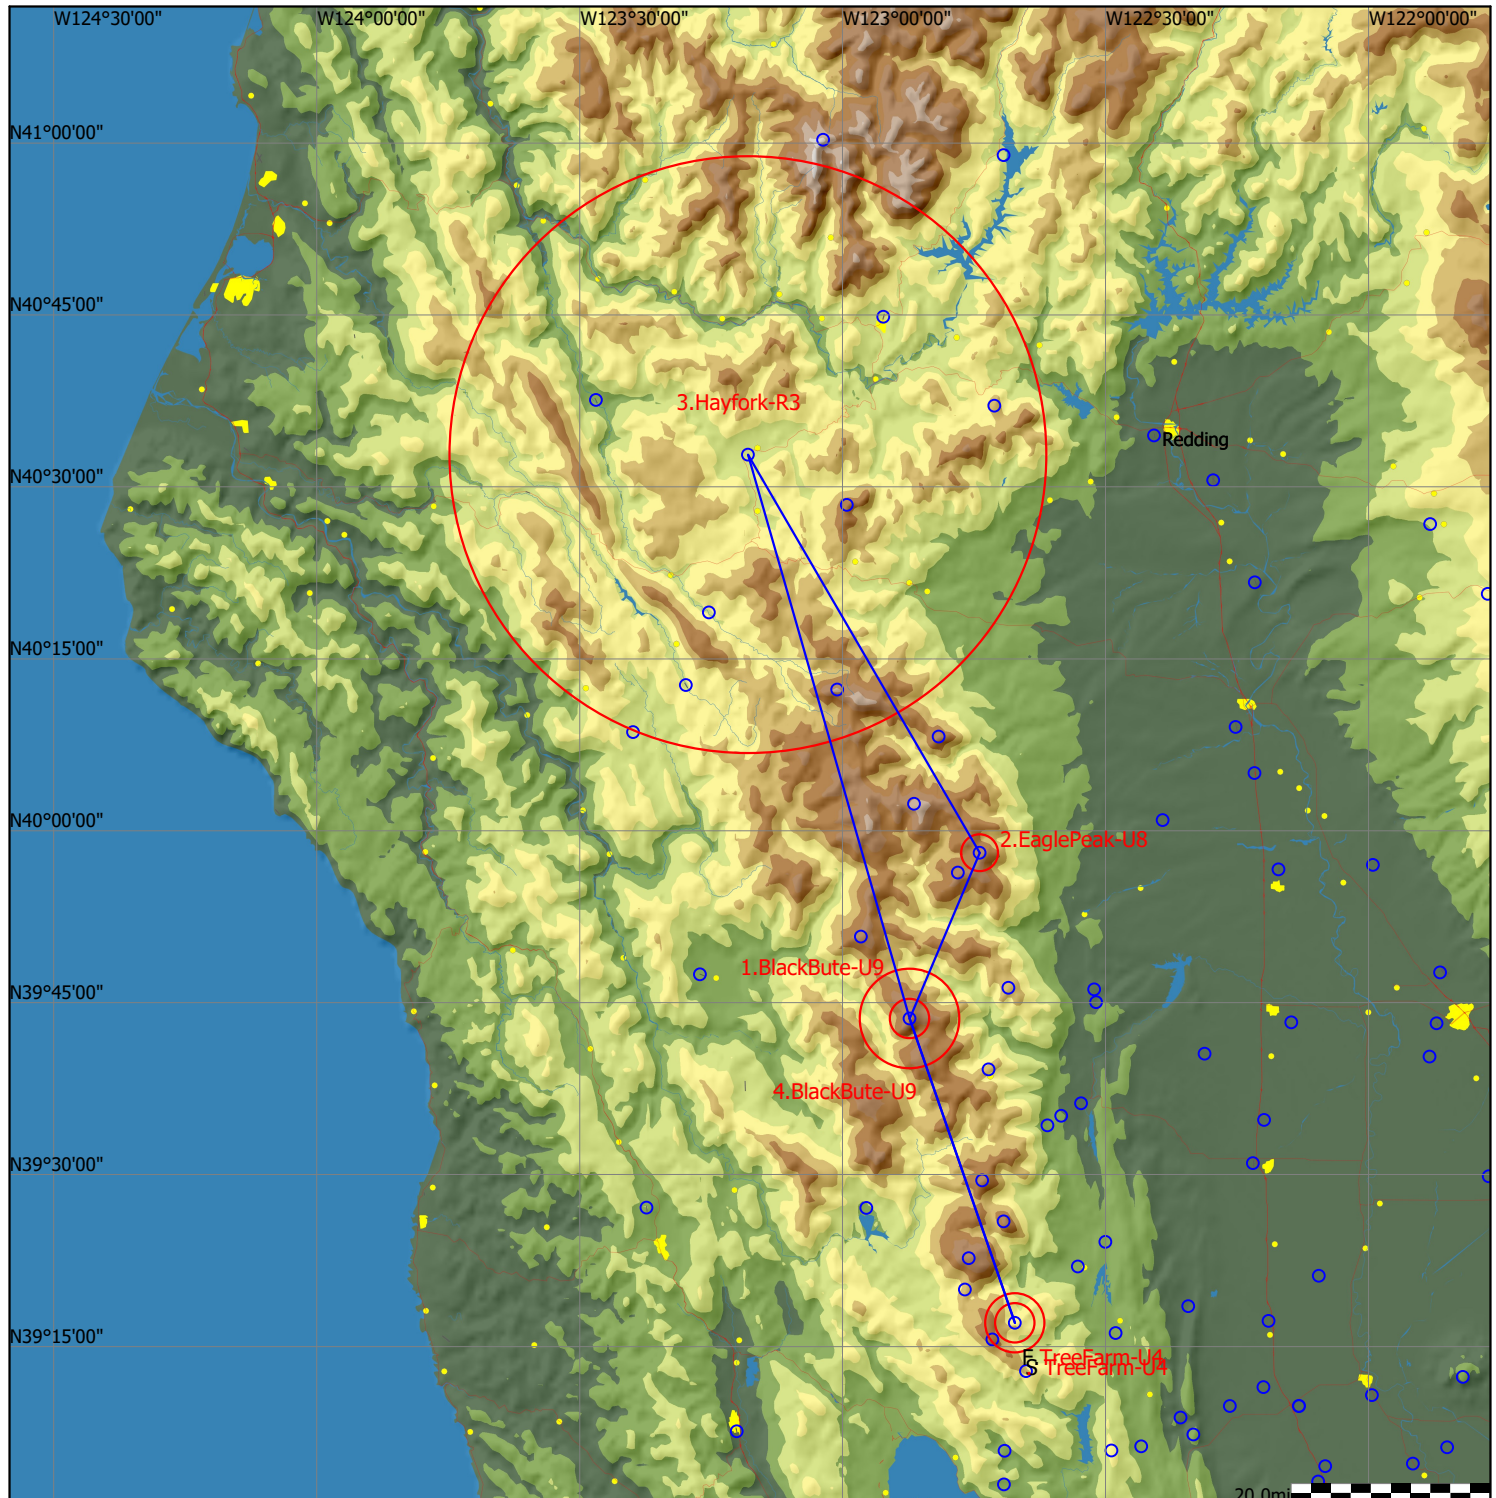 W124°30'00" W124°00'00" W123°30'00" W123°00'00" W122°30'00" W122°00'00"
N41°00'00"
N40°45'00"
3.Hayfork-R3
Redding
N40°30'00"
N40°15'00"
N40°00'00"
2.EaglePeak-U8
1.BlackBute-U9
N39°45'00"
4.BlackBute-U9
N39°30'00"
N39°15'00"
F.TreeFarm-U4
S TreeFarm-U4
20.0mi